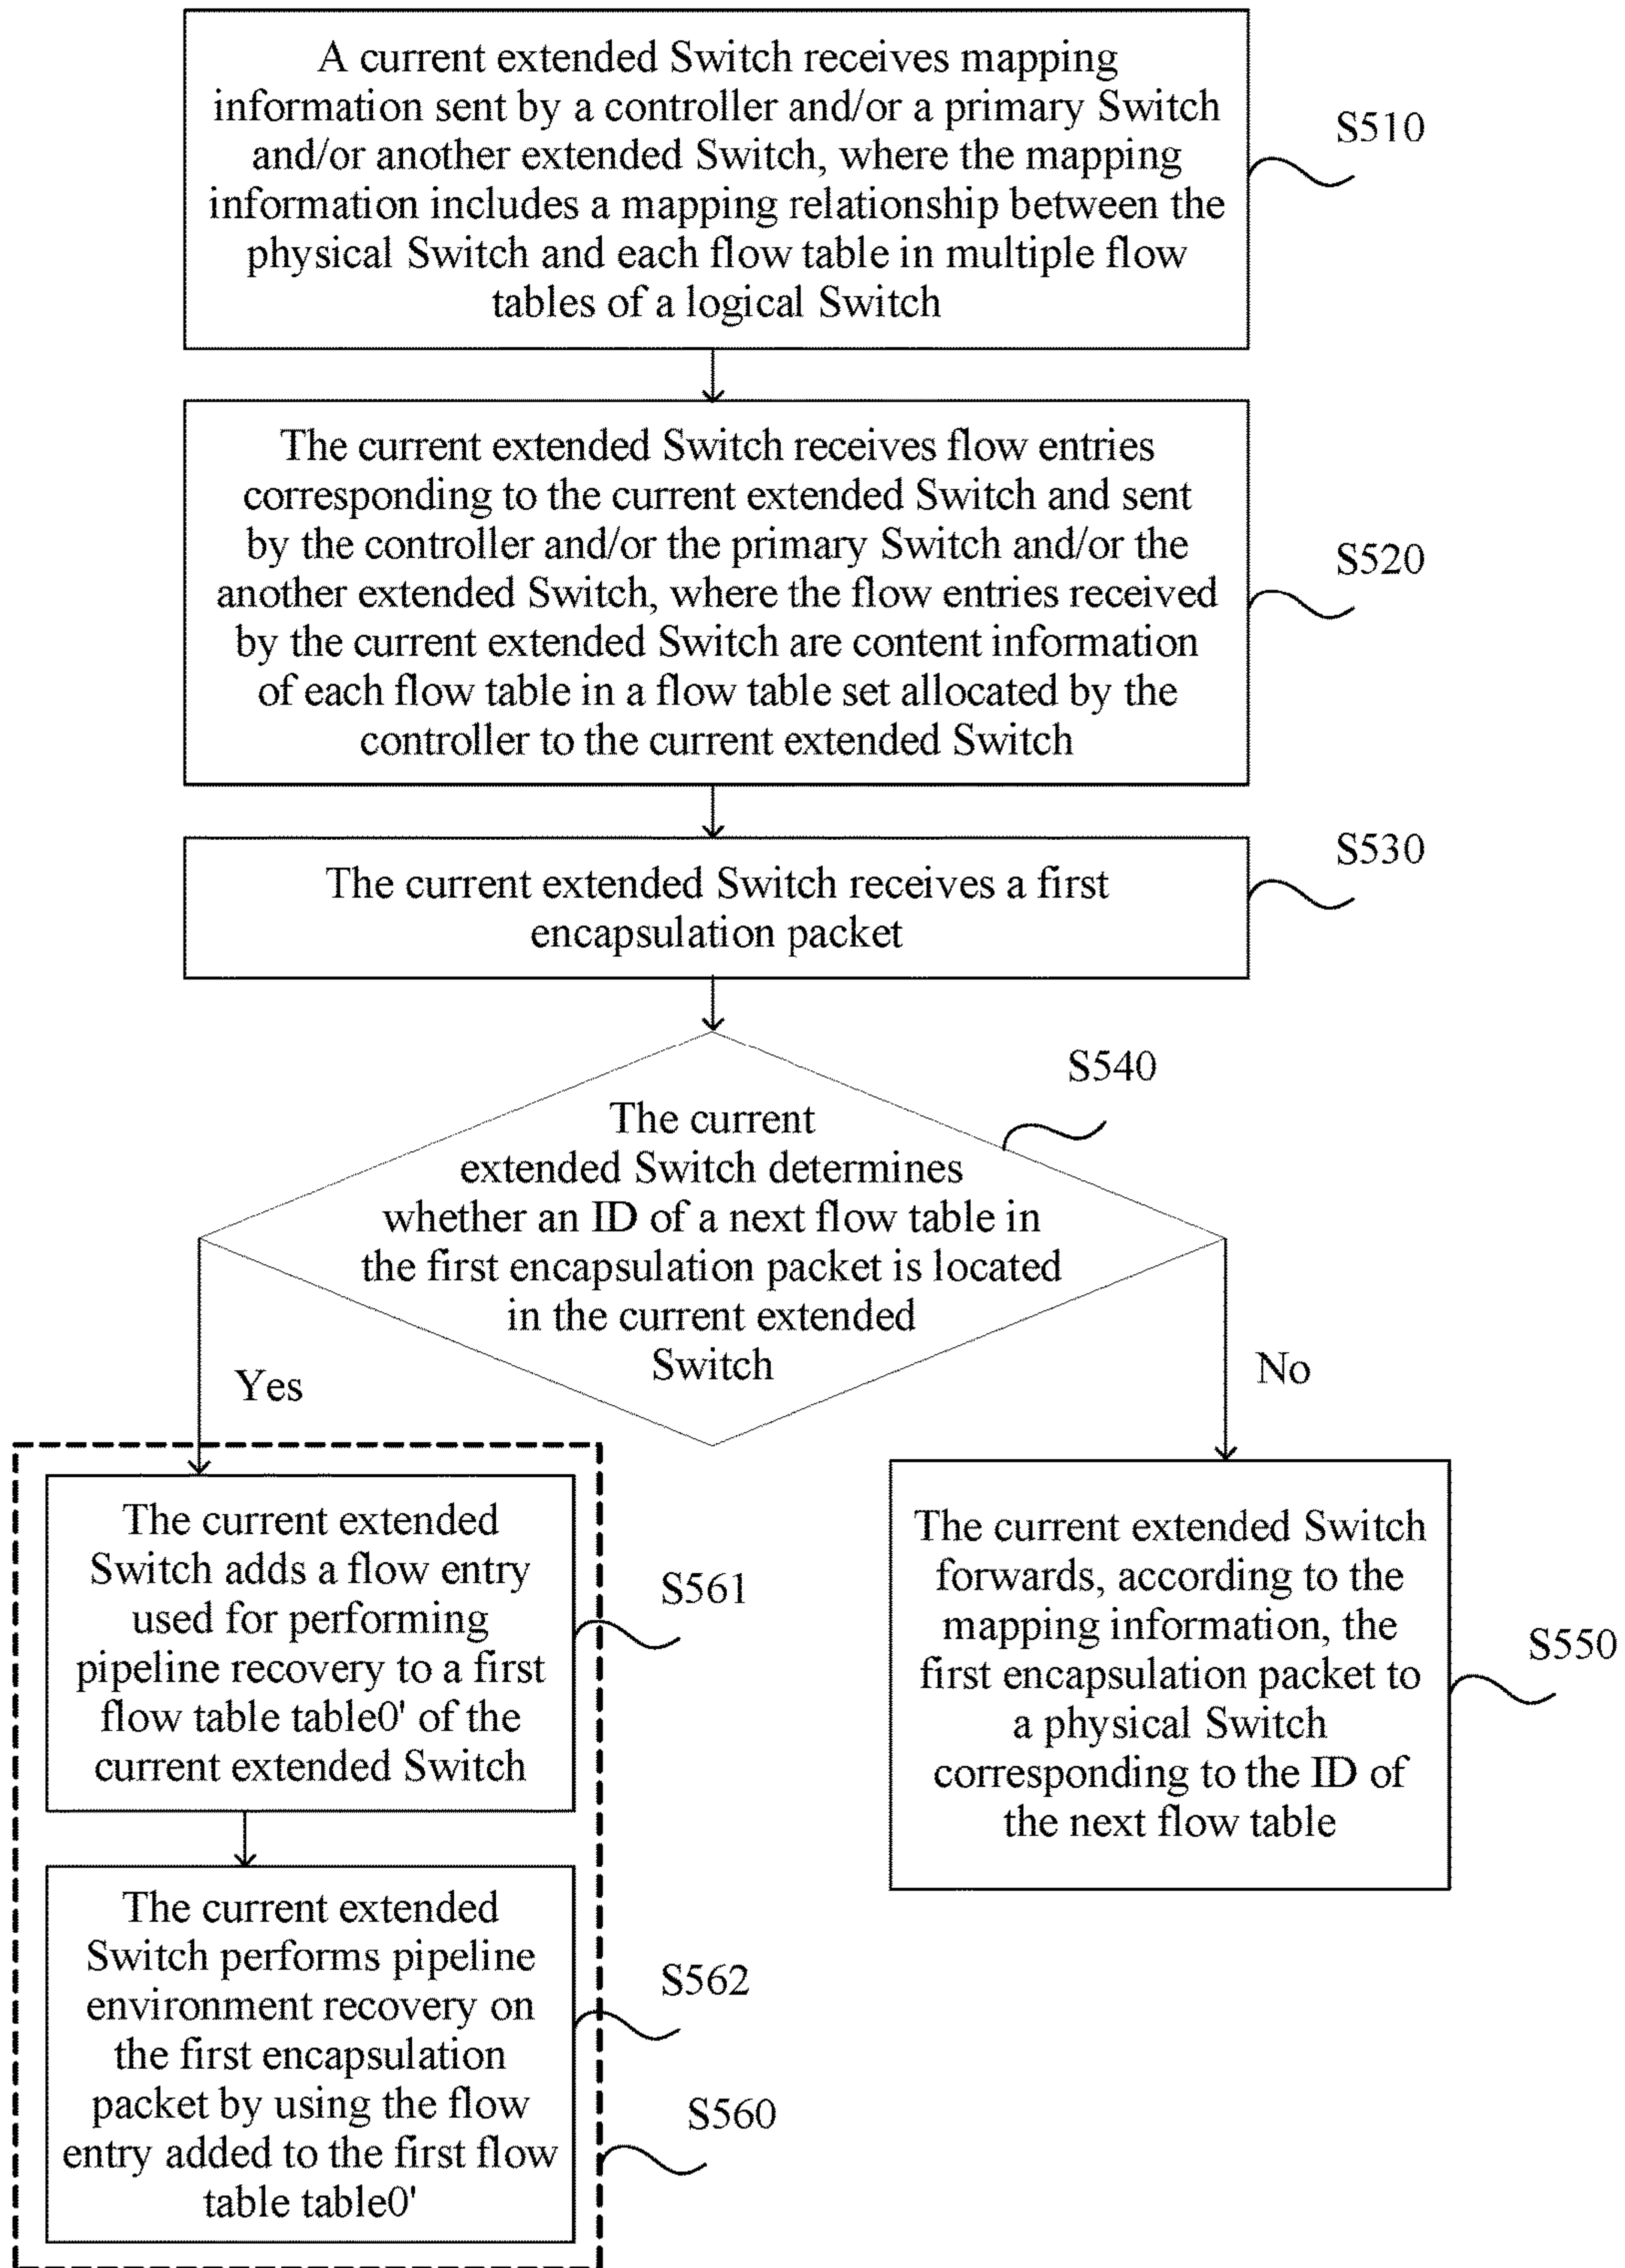 A current extended Switch receives mapping
information sent by a controller and/or a primary Switch
and/or another extended Switch, where the mapping
information includes a mapping relationship between the
physical Switch and each flow table in multiple flow
tables of a logical Switch
S510
The current extended Switch receives flow entries
corresponding to the current extended Switch and sent
by the controller and/or the primary Switch and/or the
another extended Switch, where the flow entries received
by the current extended Switch are content information
of each flow table in a flow table set allocated by the
controller to the current extended Switch
S520
The current extended Switch receives a first
encapsulation packet
S530
The current
extended Switch determines
whether an ID of a next flow table in
the first encapsulation packet is located
in the current extended
Switch
S540
Yes
No
The current extended
Switch adds a flow entry
used for performing
pipeline recovery to a first
flow table table0' of the
current extended Switch
S561
The current extended Switch
forwards, according to the
mapping information, the
first encapsulation packet to
a physical Switch
corresponding to the ID of
the next flow table
S550
The current extended
Switch performs pipeline
environment recovery on
the first encapsulation
packet by using the flow
entry added to the first flow
table table0'
S562
S560